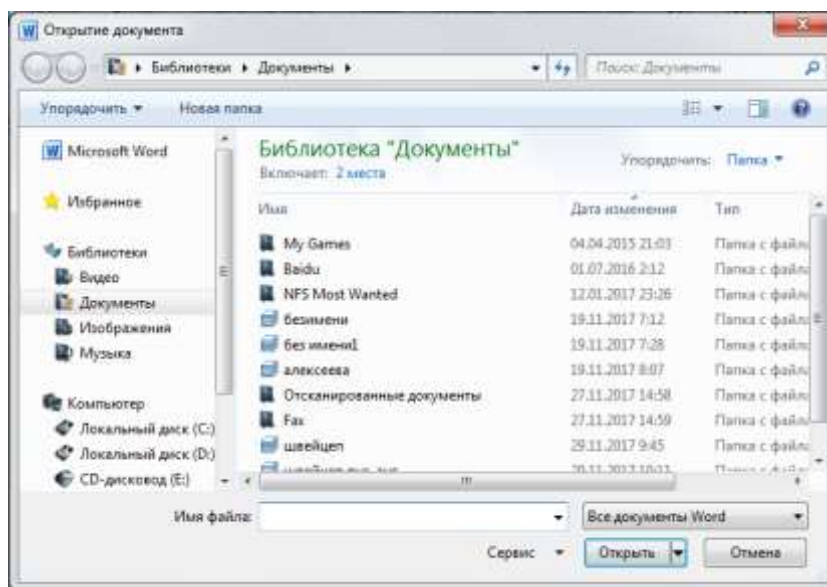 Открытие документа
Библиотеки Документы
Поиск: Документы
Упорядочить Новая папка
Microsoft Word
Избранное
Библиотеки
Видео
Документы
Изображения
Музыка
Компьютер
Локальный диск (C:)
Локальный диск (D:)
CD-дисковод (E:)
Библиотека "Документы"
Включает: 2 места
Упорядочить: Папка
Имя Дата изменения Тип
My Games 04.04.2015 21:03 Папка с файла
Baidu 01.07.2016 2:12 Папка с файла
NFS Most Wanted 12.01.2017 23:26 Папка с файла
безимени 19.11.2017 7:12 Папка с файла
без имени1 19.11.2017 7:28 Папка с файла
алексеева 19.11.2017 8:07 Папка с файла
Отсканированные документы 27.11.2017 14:58 Папка с файла
Fax 27.11.2017 14:59 Папка с файла
швейцеп 29.11.2017 9:45 Папка с файла
Имя файла:
Все документы Word
Сервис Открыть Отмена